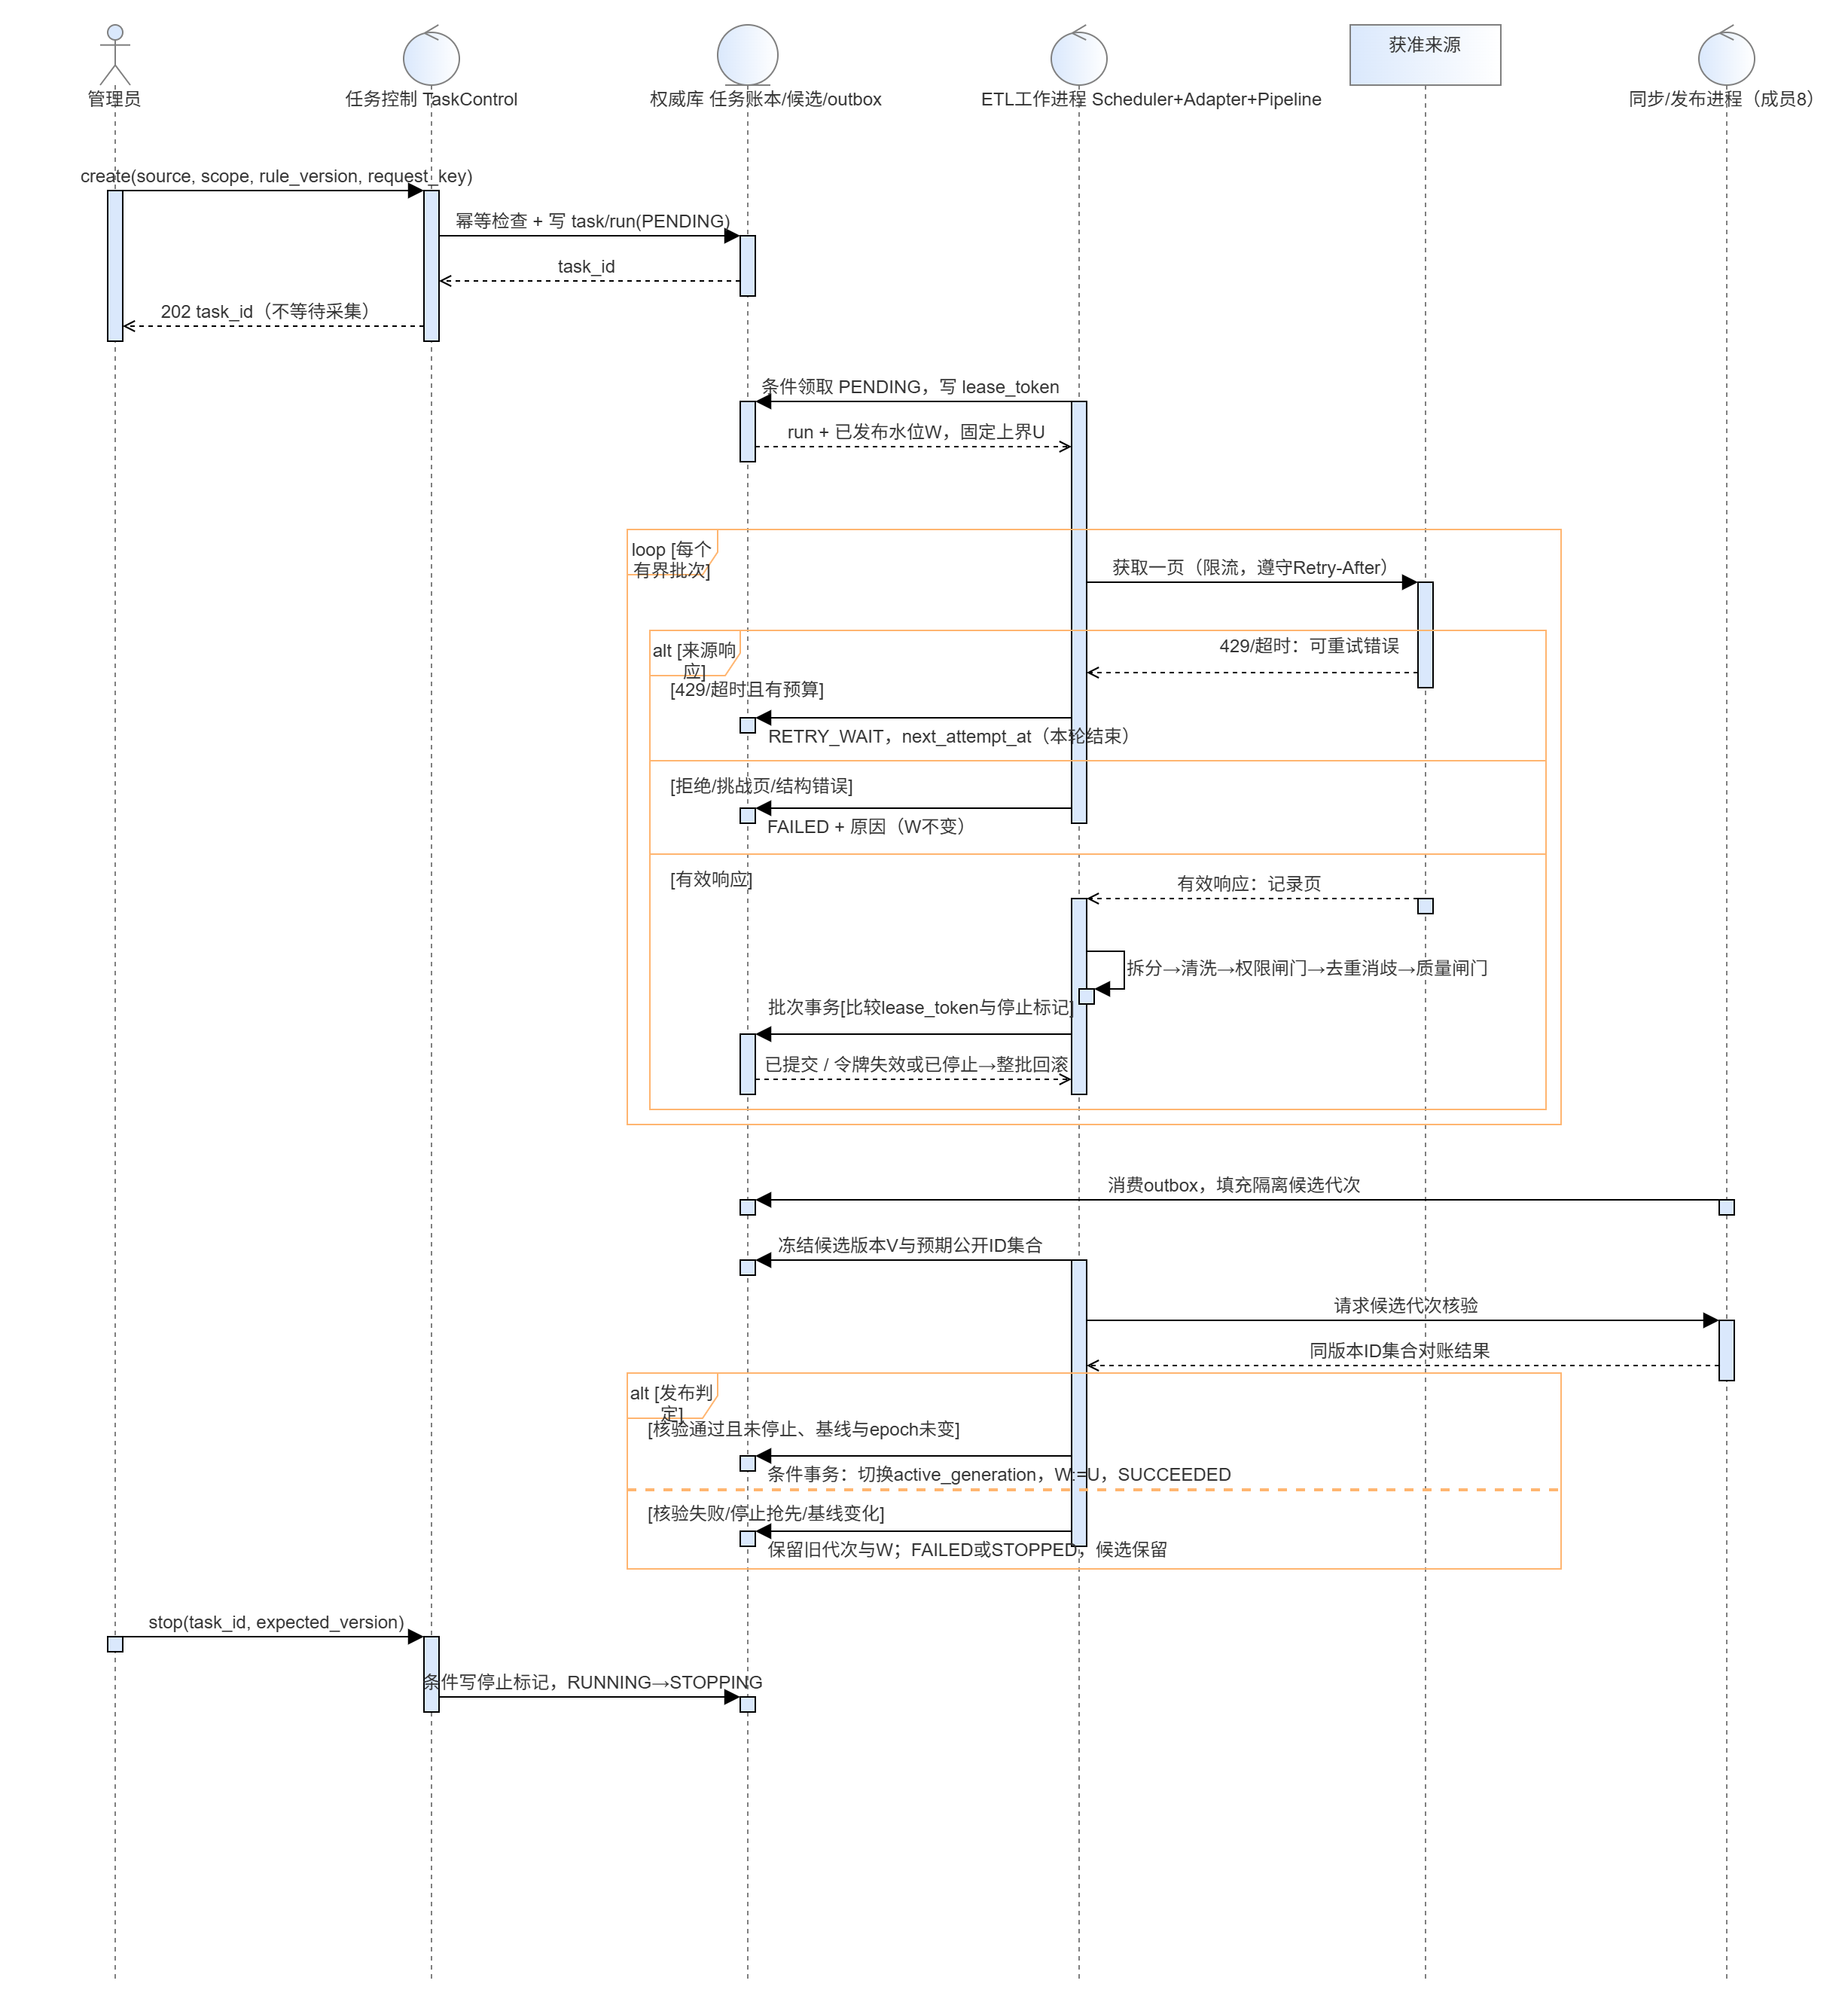 管理员
任务控制 TaskControl
权威库 任务账本/候选/outbox
ETL工作进程 Scheduler+Adapter+Pipeline
获准来源
同步/发布进程（成员8）
create(source, scope, rule_version, request_key)
幂等检查 + 写 task/run(PENDING)
task_id
202 task_id（不等待采集）
条件领取 PENDING，写 lease_token
run + 已发布水位W，固定上界U
loop [每个
有界批次]
获取一页（限流，遵守Retry-After）
alt [来源响
应]
429/超时：可重试错误
[429/超时且有预算]
RETRY_WAIT，next_attempt_at（本轮结束）
[拒绝/挑战页/结构错误]
FAILED + 原因（W不变）
[有效响应]
有效响应：记录页
拆分→清洗→权限闸门→去重消歧→质量闸门
批次事务[比较lease_token与停止标记]
已提交 / 令牌失效或已停止→整批回滚
消费outbox，填充隔离候选代次
冻结候选版本V与预期公开ID集合
请求候选代次核验
同版本ID集合对账结果
alt [发布判
定]
[核验通过且未停止、基线与epoch未变]
条件事务：切换active_generation，W:=U，SUCCEEDED
[核验失败/停止抢先/基线变化]
保留旧代次与W；FAILED或STOPPED，候选保留
stop(task_id, expected_version)
条件写停止标记，RUNNING→STOPPING